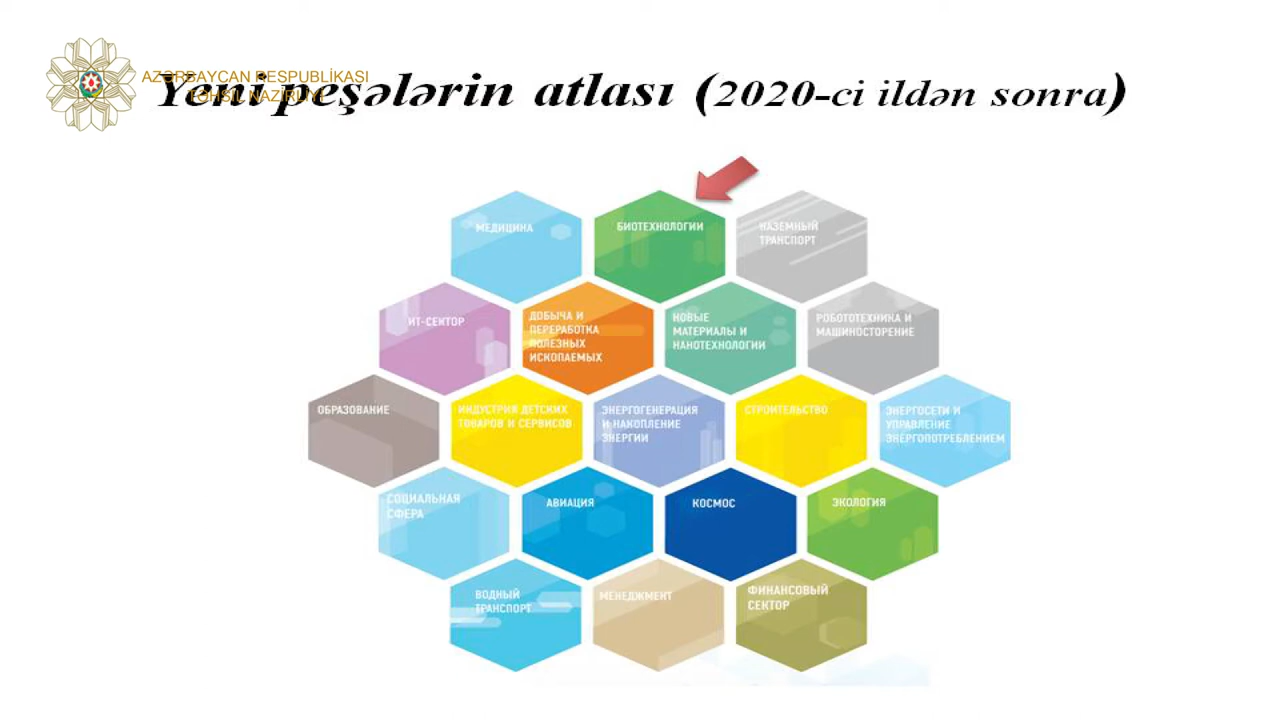 AZƏRBAYCAN RESPUBLİKASI
TƏHSİL NAZİRLİYİ
Yeni peşələrin atlası (2020-ci ildən sonra)
МЕДИЦИНА
БИОТЕХНОЛОГИИ
НАЗЕМНЫЙ
ТРАНСПОРТ
ИТ-СЕКТОР
ДОБЫЧА И
ПЕРЕРАБОТКА
ПОЛЕЗНЫХ
ИСКОПАЕМЫХ
НОВЫЕ
МАТЕРИАЛЫ И
НАНОТЕХНОЛОГИИ
РОБОТОТЕХНИКА И
МАШИНОСТОРЕНИЕ
ОБРАЗОВАНИЕ
ИНДУСТРИЯ ДЕТСКИХ
ТОВАРОВ И СЕРВИСОВ
ЭНЕРГОГЕНЕРАЦИЯ
И НАКОПЛЕНИЕ
ЭНЕРГИИ
СТРОИТЕЛЬСТВО
ЭНЕРГОСЕТИ И
УПРАВЛЕНИЕ
ЭНЕРГОПОТРЕБЛЕНИЕМ
СОЦИАЛЬНАЯ
СФЕРА
АВИАЦИЯ
КОСМОС
ЭКОЛОГИЯ
ВОДНЫЙ
ТРАНСПОРТ
МЕНЕДЖМЕНТ
ФИНАНСОВЫЙ
СЕКТОР